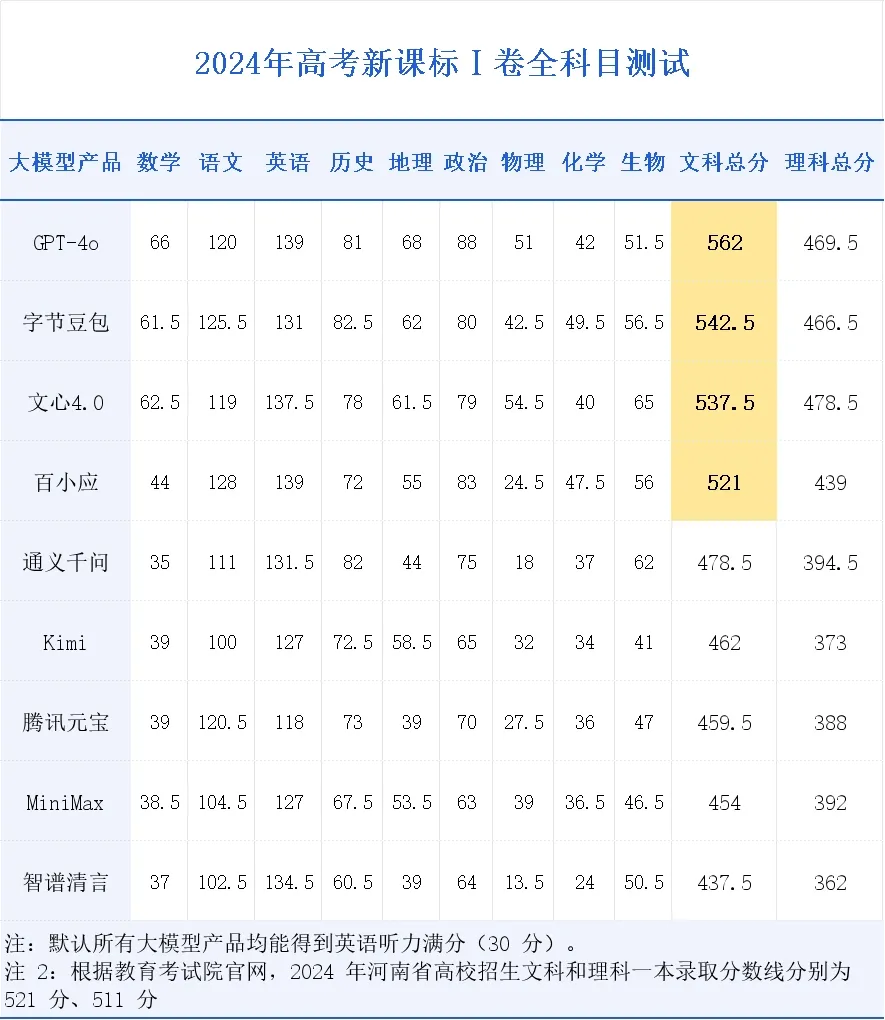 2024年高考新课标Ⅰ卷全科目测试
大模型产品 数学 语文 英语 历史 地理 政治 物理 化学 生物 文科总分 理科总分
GPT-4o 66 120 139 81 68 88 51 42 51.5 562 469.5
字节豆包 61.5 125.5 131 82.5 62 80 42.5 49.5 56.5 542.5 466.5
文心4.0 62.5 119 137.5 78 61.5 79 54.5 40 65 537.5 478.5
百小应 44 128 139 72 55 83 24.5 47.5 56 521 439
通义千问 35 111 131.5 82 44 75 18 37 62 478.5 394.5
Kimi 39 100 127 72.5 58.5 65 32 34 41 462 373
腾讯元宝 39 120.5 118 73 39 70 27.5 36 47 459.5 388
MiniMax 38.5 104.5 127 67.5 53.5 63 39 36.5 46.5 454 392
智谱清言 37 102.5 134.5 60.5 39 64 13.5 24 50.5 437.5 362
注：默认所有大模型产品均能得到英语听力满分（30 分）。
注 2：根据教育考试院官网，2024 年河南省高校招生文科和理科一本录取分数线分别为
521 分、511 分